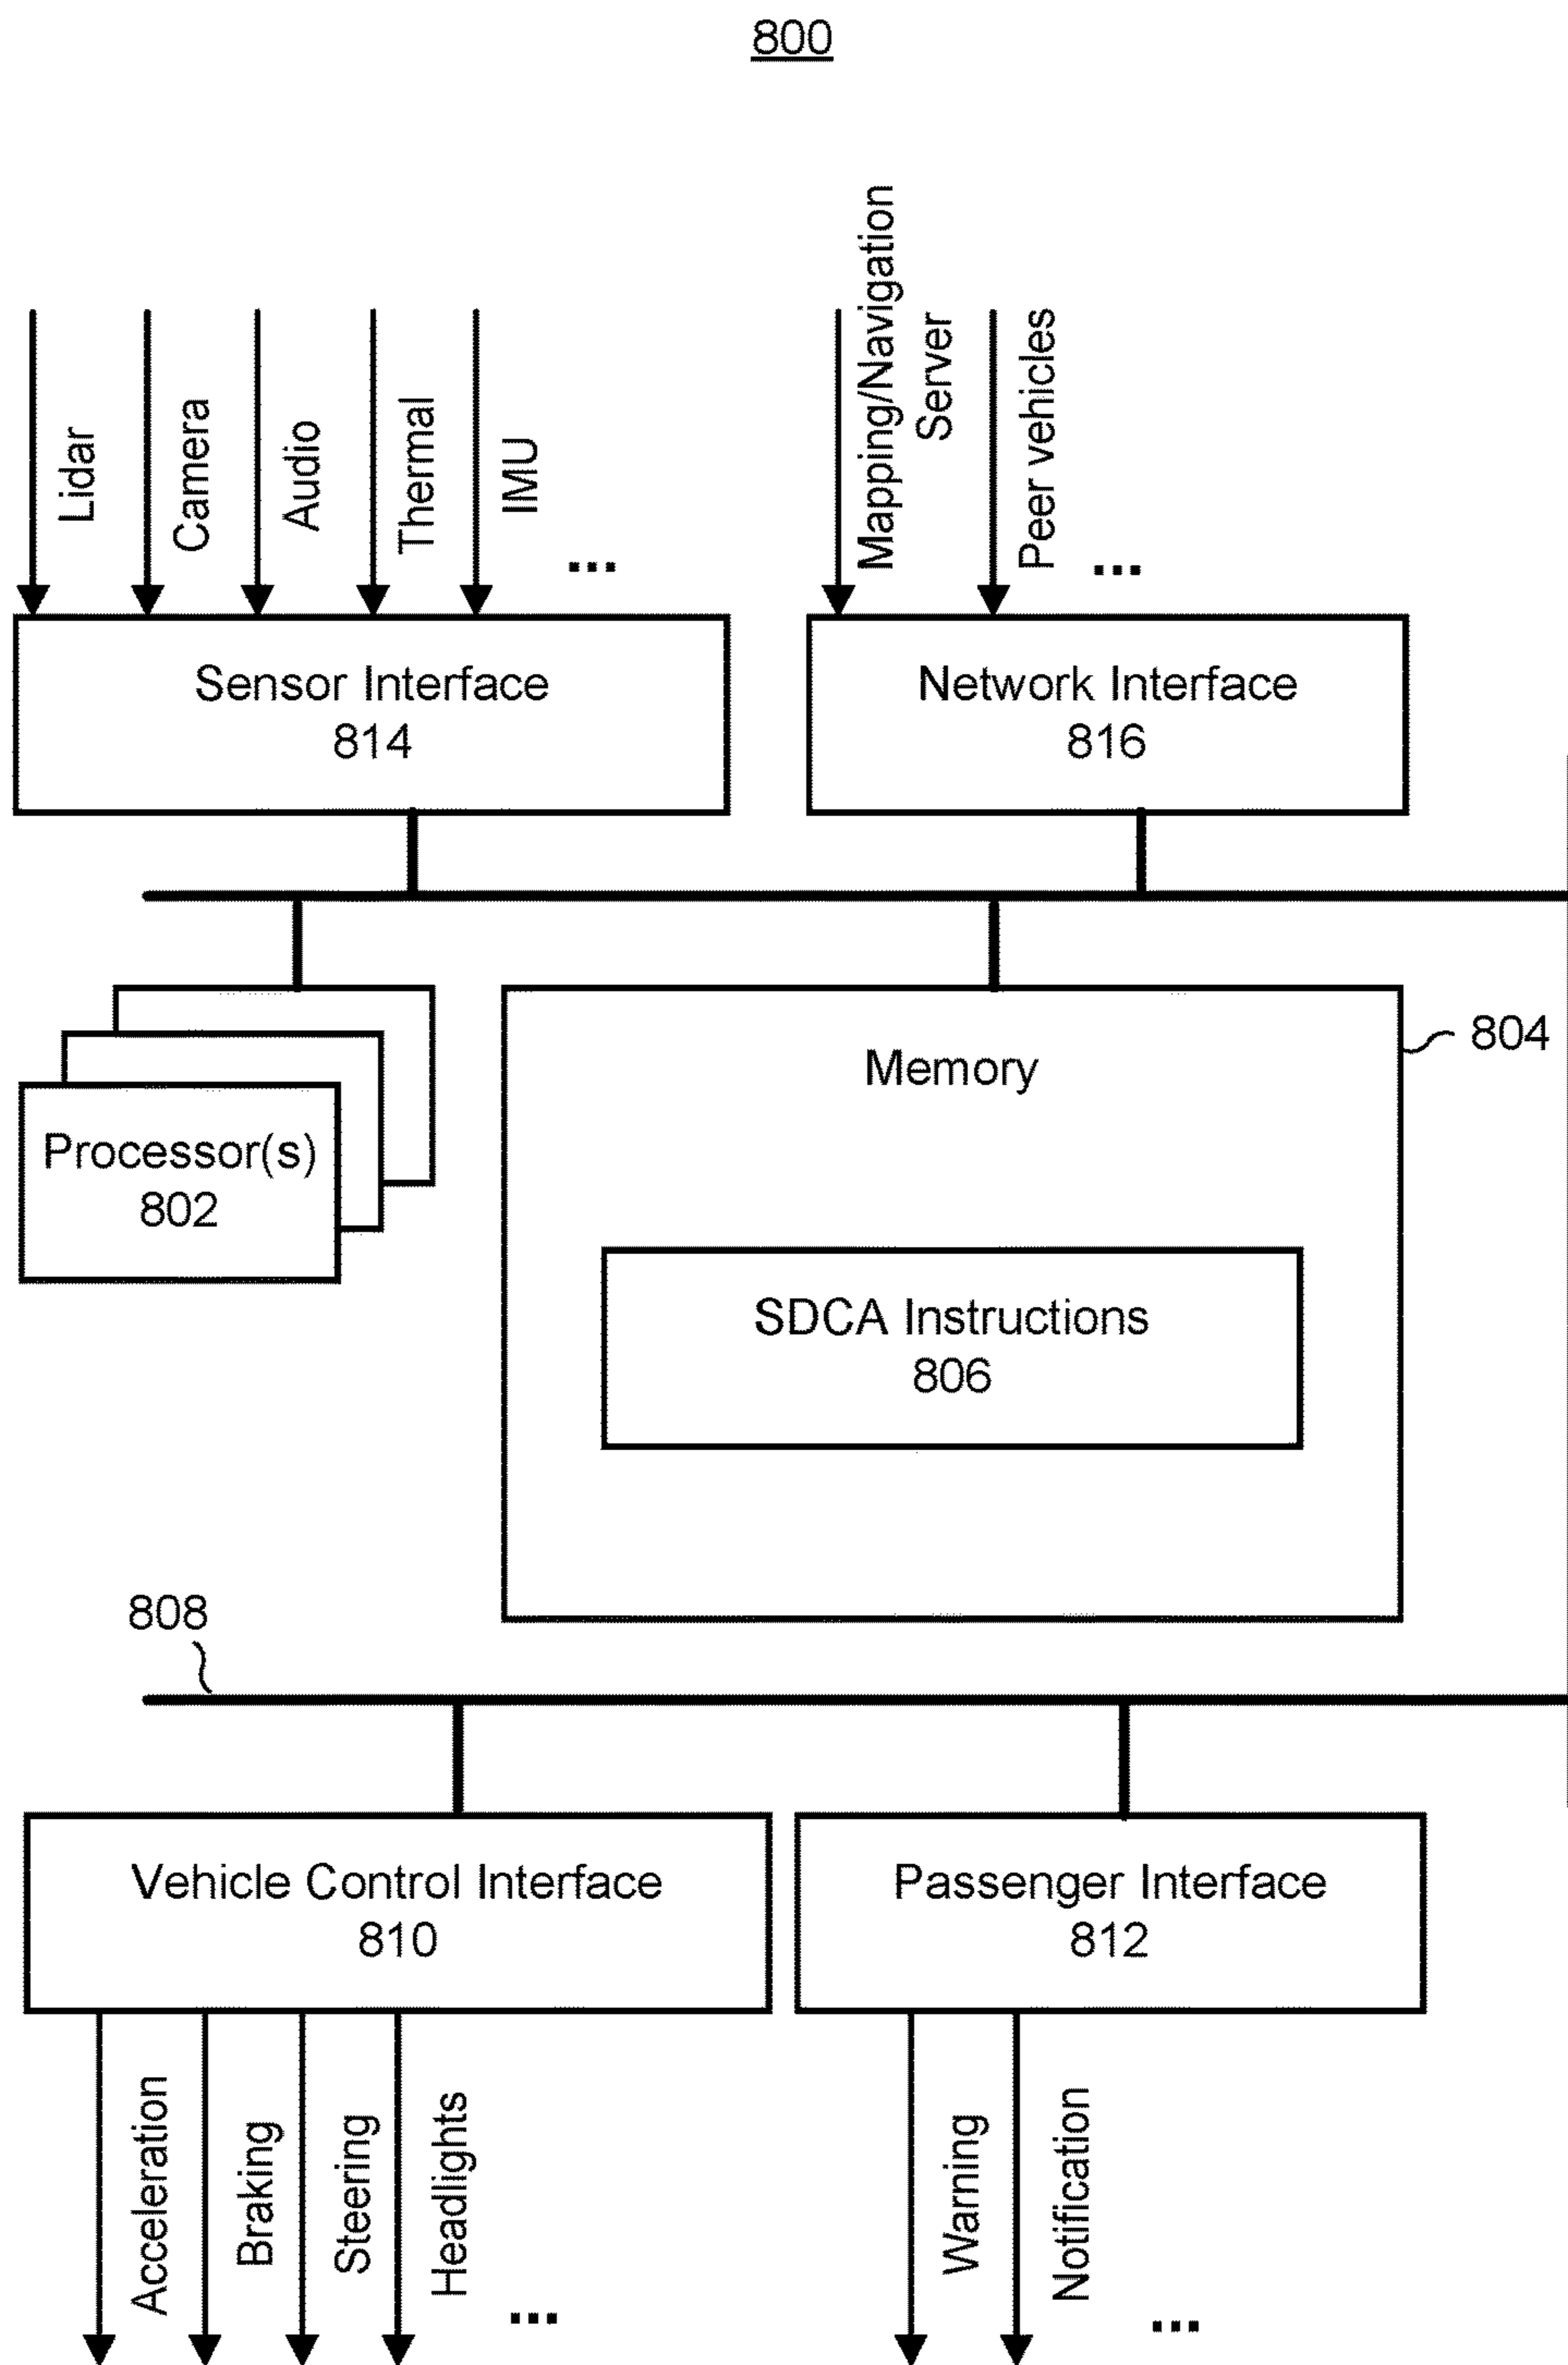 800
Lidar
Camera
Audio
Thermal
IMU
...
Mapping/Navigation
Server
Peer vehicles
...
Sensor Interface
814
Network Interface
816
Processor(s)
802
Memory
804
SDCA Instructions
806
808
Vehicle Control Interface
810
Passenger Interface
812
Acceleration
Braking
Steering
Headlights
...
Warning
Notification
...